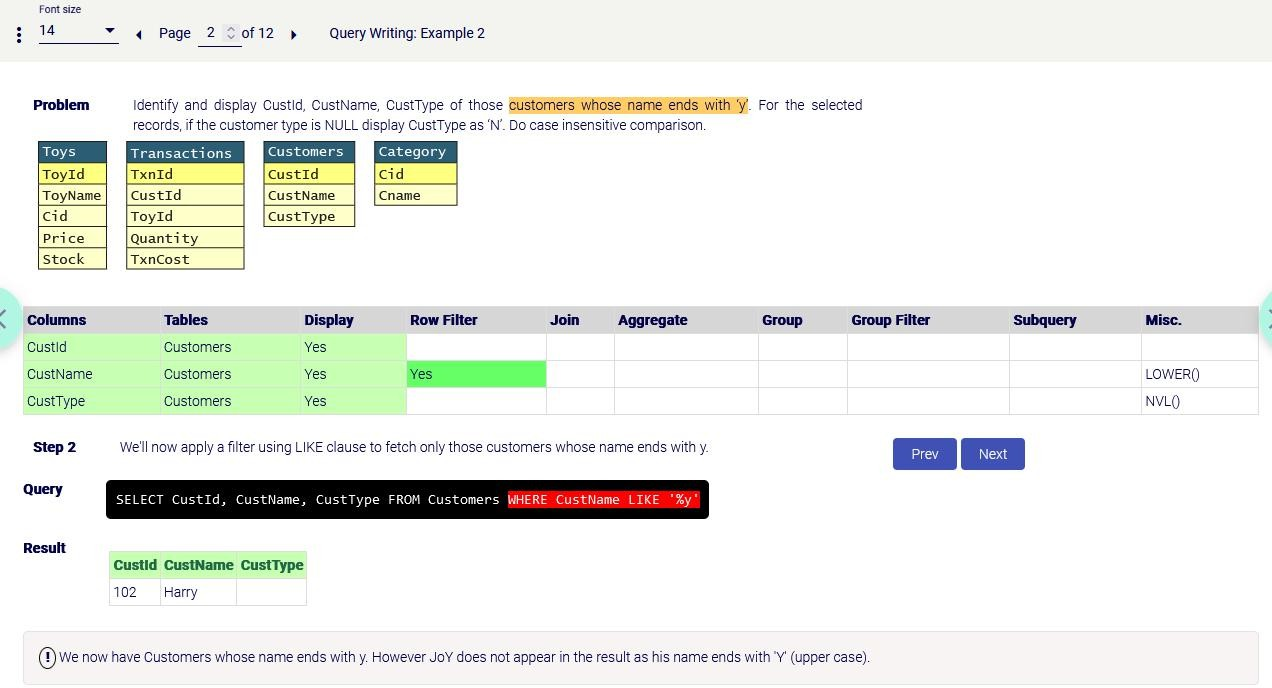 Font size
14
Page 2 of 12
Query Writing: Example 2
Problem
Identify and display CustId, CustName, CustType of those customers whose name ends with ‘y’. For the selected
records, if the customer type is NULL display CustType as ‘N’. Do case insensitive comparison.
Toys Transactions Customers Category
ToyId TxnId CustId Cid
ToyName CustId CustName Cname
Cid ToyId CustType
Price Quantity
Stock TxnCost
Columns Tables Display Row Filter Join Aggregate Group Group Filter Subquery Misc.
CustId Customers Yes
CustName Customers Yes Yes LOWER()
CustType Customers Yes NVL()
Step 2 We'll now apply a filter using LIKE clause to fetch only those customers whose name ends with y.
Prev Next
Query
SELECT CustId, CustName, CustType FROM Customers WHERE CustName LIKE '%y'
Result
CustId CustName CustType
102 Harry
! We now have Customers whose name ends with y. However JoY does not appear in the result as his name ends with 'Y' (upper case).